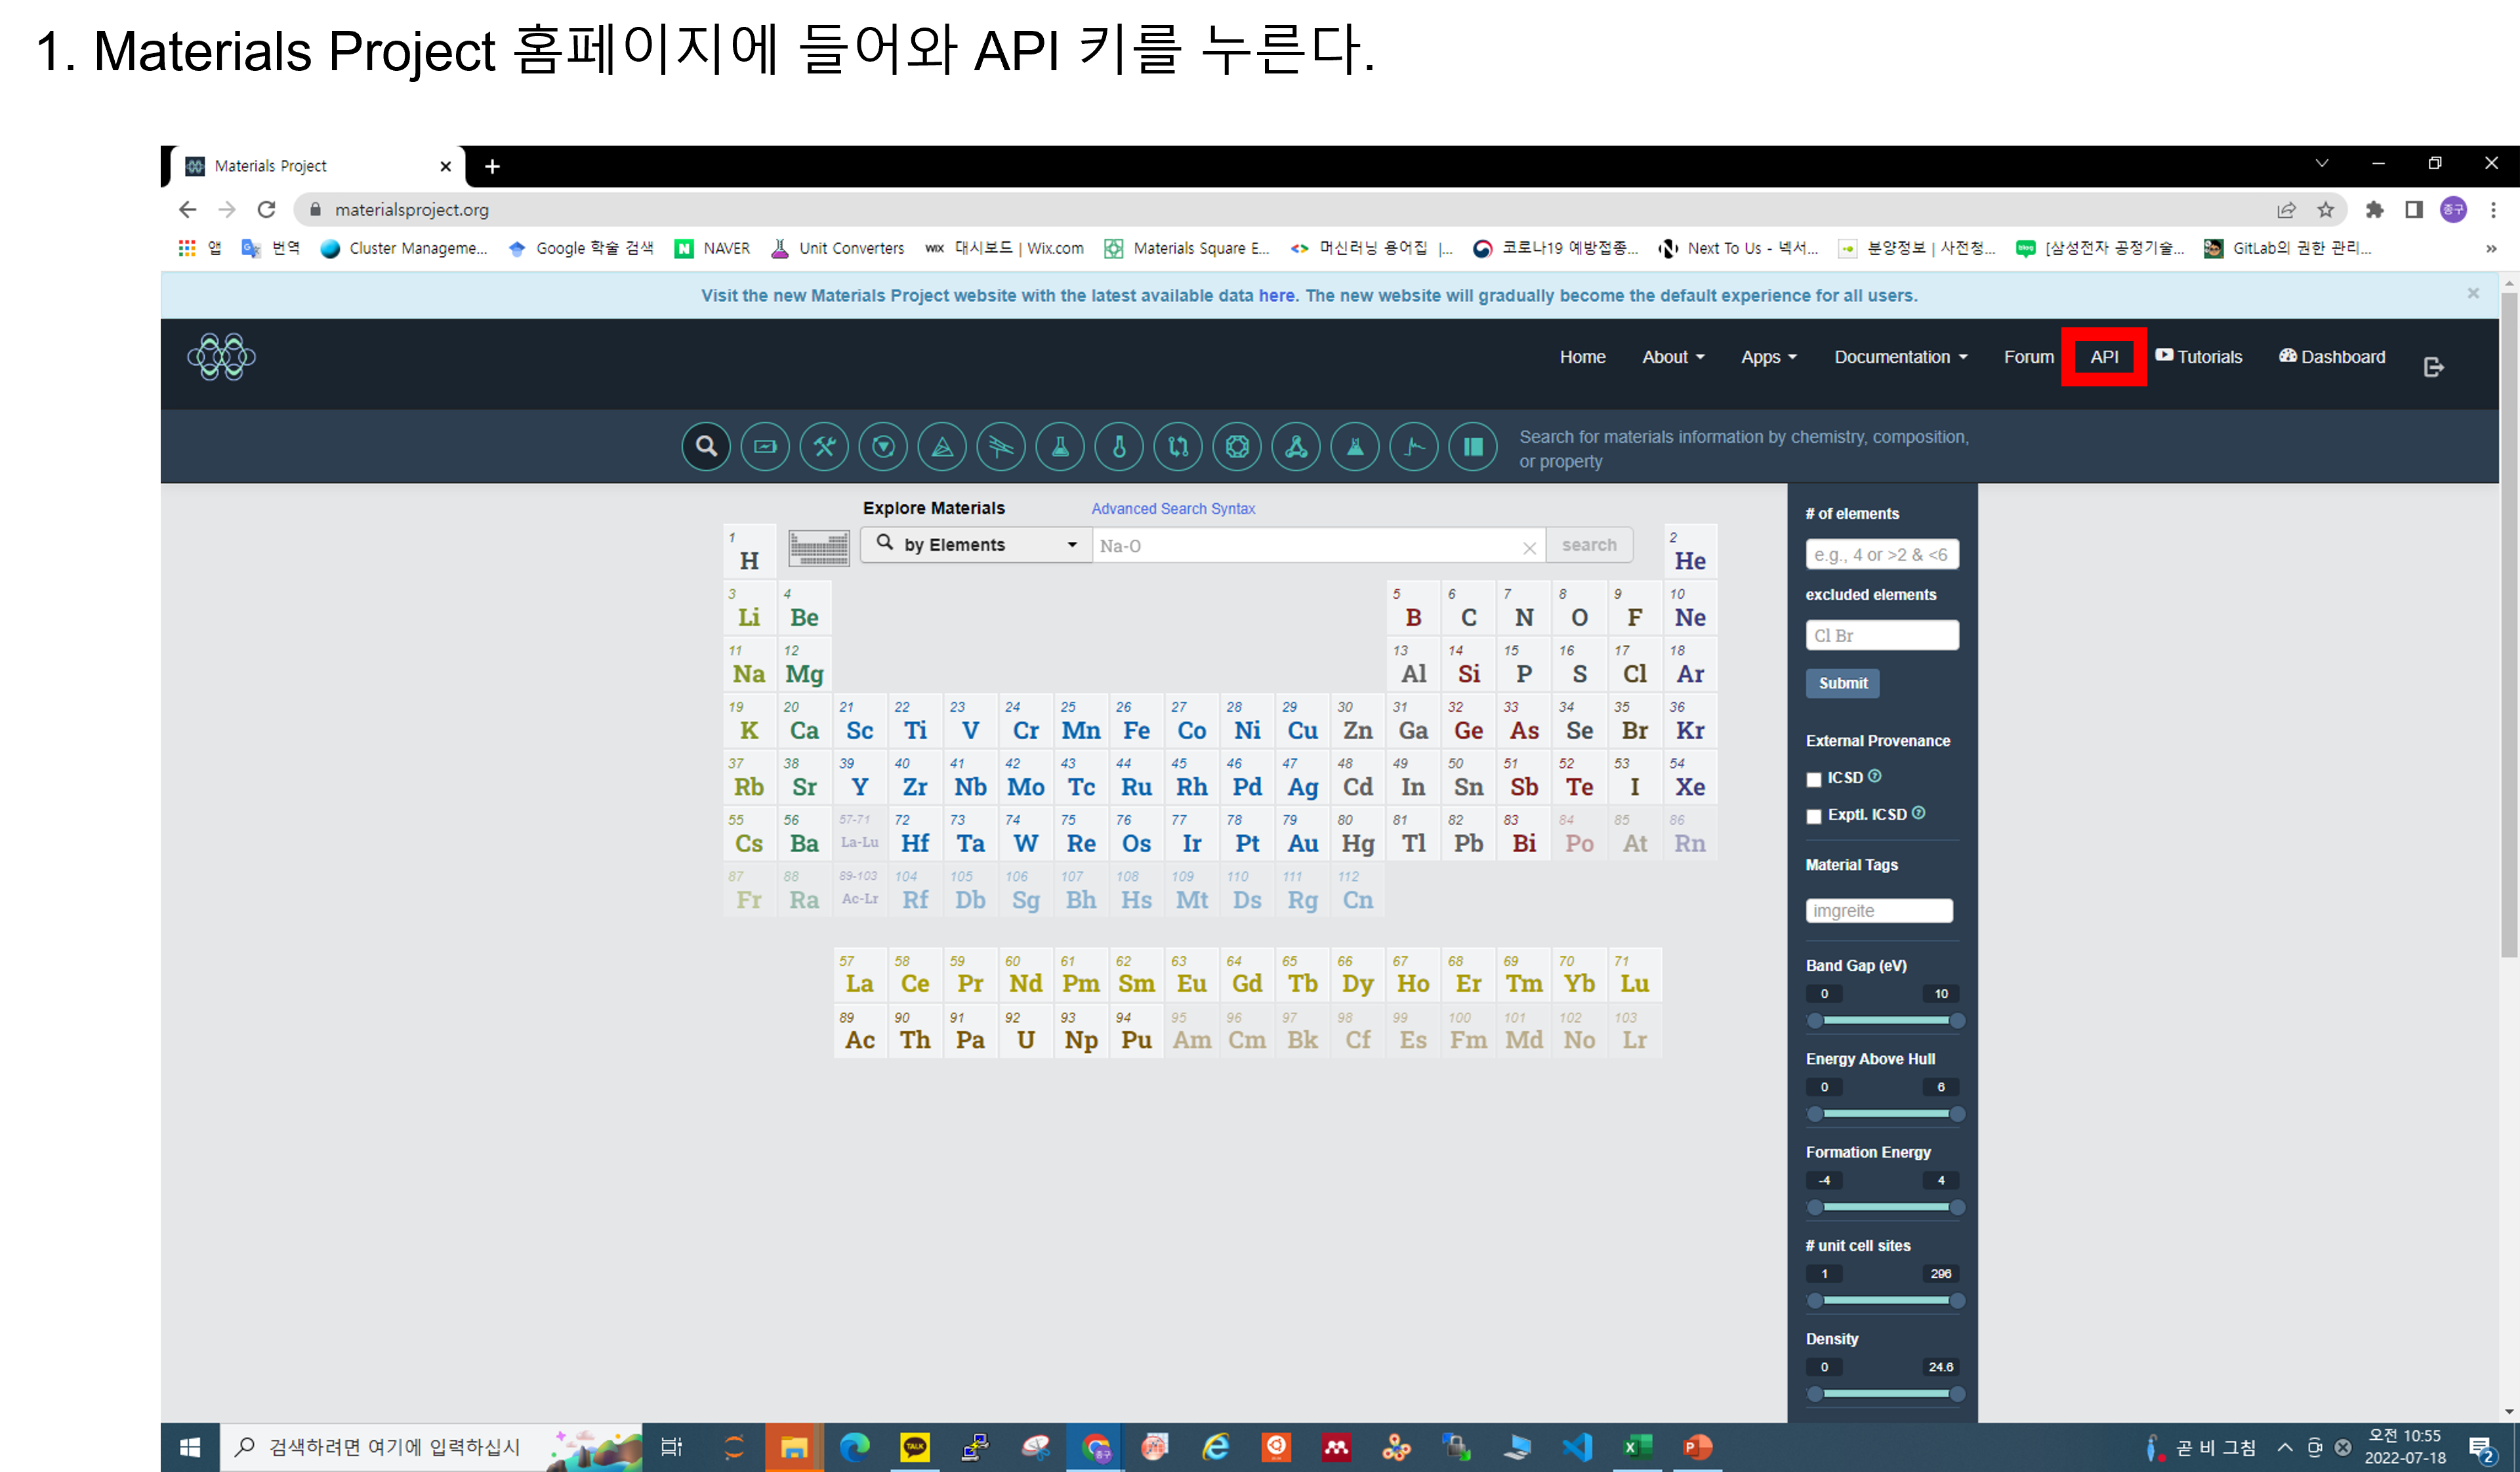 1. Materials Project 홈페이지에 들어와 API 키를 누른다.
Materials Project
materialsproject.org
종구
앱 번역 Cluster Manageme... Google 학술 검색 NAVER Unit Converters WIX 대시보드 | Wix.com Materials Square E... 머신러닝 용어집 |... 코로나19 예방접종... Next To Us - 넥서... 분양정보 | 사전청... [삼성전자 공정기술... GitLab의 권한 관리... »
Visit the new Materials Project website with the latest available data here. The new website will gradually become the default experience for all users.
Home About Apps Documentation Forum API Tutorials Dashboard
Search for materials information by chemistry, composition,
or property
Explore Materials Advanced Search Syntax
by Elements Na-O search
1 2
H He
3 4 5 6 7 8 9 10
Li Be B C N O F Ne
11 12 13 14 15 16 17 18
Na Mg Al Si P S Cl Ar
19 20 21 22 23 24 25 26 27 28 29 30 31 32 33 34 35 36
K Ca Sc Ti V Cr Mn Fe Co Ni Cu Zn Ga Ge As Se Br Kr
37 38 39 40 41 42 43 44 45 46 47 48 49 50 51 52 53 54
Rb Sr Y Zr Nb Mo Tc Ru Rh Pd Ag Cd In Sn Sb Te I Xe
55 56 57-71 72 73 74 75 76 77 78 79 80 81 82 83 84 85 86
Cs Ba La-Lu Hf Ta W Re Os Ir Pt Au Hg Tl Pb Bi Po At Rn
87 88 89-103 104 105 106 107 108 109 110 111 112
Fr Ra Ac-Lr Rf Db Sg Bh Hs Mt Ds Rg Cn
57 58 59 60 61 62 63 64 65 66 67 68 69 70 71
La Ce Pr Nd Pm Sm Eu Gd Tb Dy Ho Er Tm Yb Lu
89 90 91 92 93 94 95 96 97 98 99 100 101 102 103
Ac Th Pa U Np Pu Am Cm Bk Cf Es Fm Md No Lr
# of elements
e.g., 4 or >2 & <6
excluded elements
Cl Br
Submit
External Provenance
ICSD
Exptl. ICSD
Material Tags
imgreite
Band Gap (eV)
0 10
Energy Above Hull
0 6
Formation Energy
-4 4
# unit cell sites
1 296
Density
0 24.6
검색하려면 여기에 입력하십시
TALK
곧 비 그침
오전 10:55
2022-07-18
2